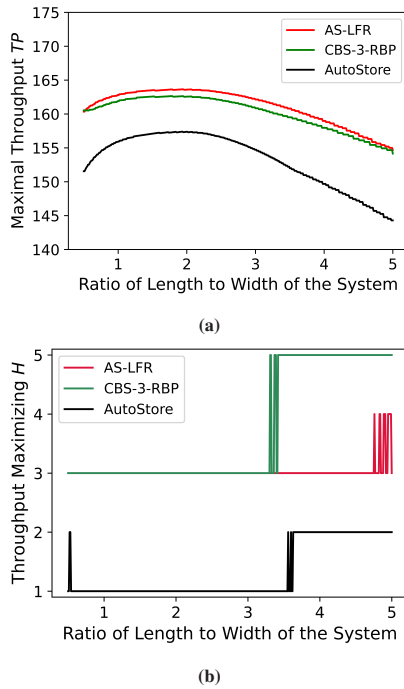 175
170
165
160
155
150
145
140
Maximal Throughput TP
AS-LFR
CBS-3-RBP
AutoStore
1
2
3
4
5
Ratio of Length to Width of the System
(a)
5
4
3
2
1
Throughput Maximizing H
AS-LFR
CBS-3-RBP
AutoStore
1
2
3
4
5
Ratio of Length to Width of the System
(b)